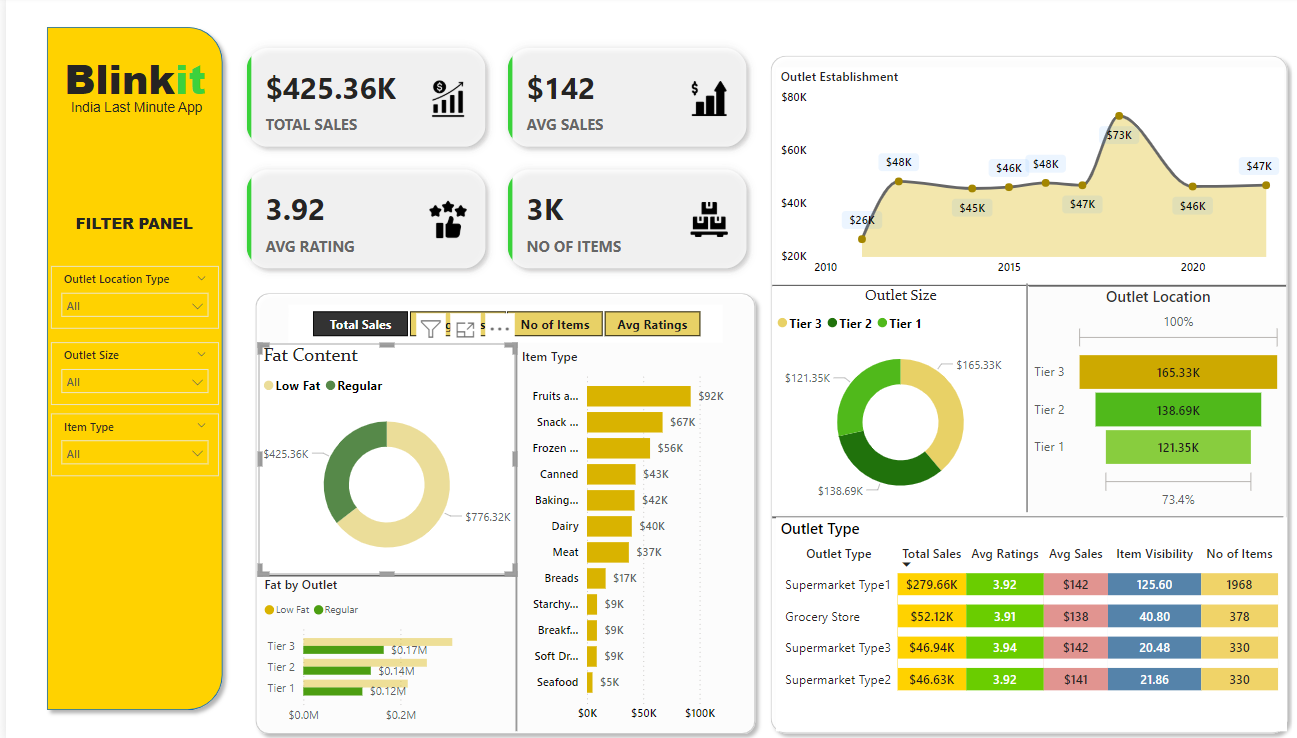 Blinkit
India Last Minute App
FILTER PANEL
Outlet Location Type
All
Outlet Size
All
Item Type
All
$425.36K
TOTAL SALES
$142
AVG SALES
3.92
AVG RATING
3K
NO OF ITEMS
Total Sales
No of Items
Avg Ratings
Fat Content
Low Fat Regular
$425.36K
$776.32K
Fat by Outlet
Low Fat Regular
Tier 3 $0.17M
Tier 2 $0.14M
Tier 1 $0.12M
$0.0M $0.2M
Item Type
Fruits a... $92K
Snack ... $67K
Frozen ... $56K
Canned $43K
Baking... $42K
Dairy $40K
Meat $37K
Breads $17K
Starchy... $9K
Breakf... $9K
Soft Dr... $9K
Seafood $5K
$0K $50K $100K
Outlet Establishment
$80K
$60K
$40K
$20K
$26K
$48K
$45K
$46K
$48K
$47K
$73K
$46K
$47K
2010 2015 2020
Outlet Size
Tier 3 Tier 2 Tier 1
$121.35K
$165.33K
$138.69K
Outlet Location
100%
Tier 3 165.33K
Tier 2 138.69K
Tier 1 121.35K
73.4%
Outlet Type
Outlet Type Total Sales Avg Ratings Avg Sales Item Visibility No of Items
Supermarket Type1 $279.66K 3.92 $142 125.60 1968
Grocery Store $52.12K 3.91 $138 40.80 378
Supermarket Type3 $46.94K 3.94 $142 20.48 330
Supermarket Type2 $46.63K 3.92 $141 21.86 330